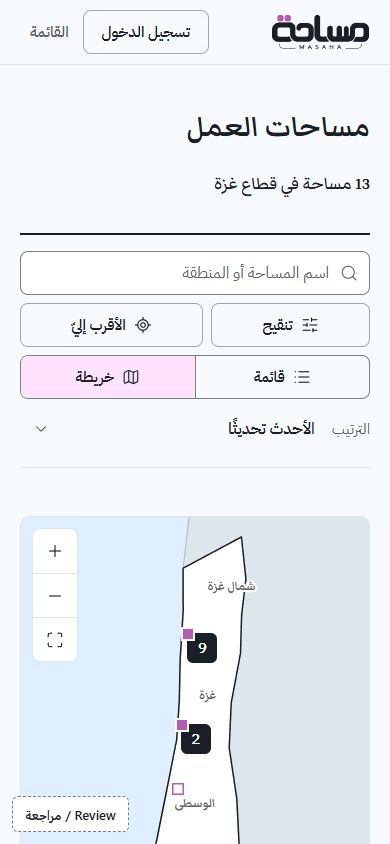 مساحة
MASAHA
تسجيل الدخول
القائمة
مساحات العمل
13 مساحة في قطاع غزة
اسم المساحة أو المنطقة
تنقيح
الأقرب إليّ
قائمة
خريطة
الترتيب الأحدث تحديثًا
شمال غزة
9
غزة
2
الوسطى
Review / مراجعة